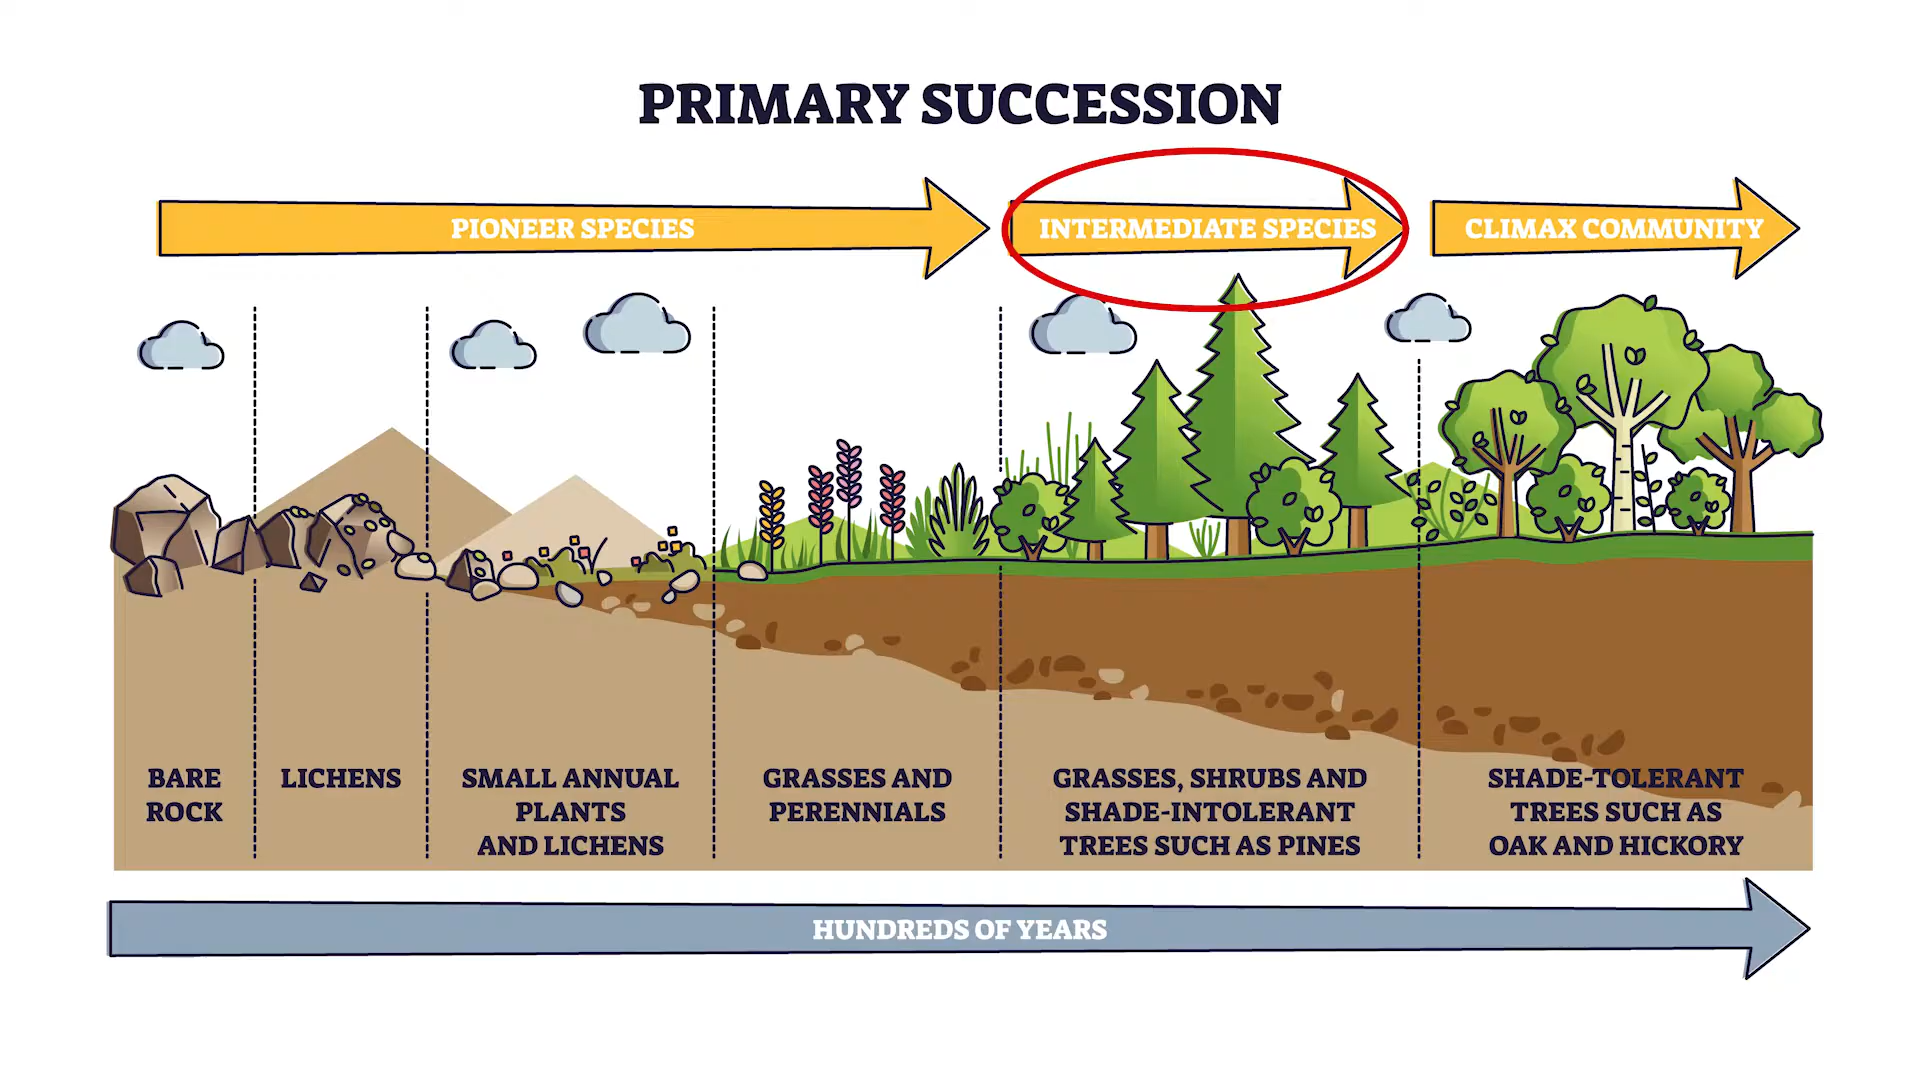 PRIMARY SUCCESSION
PIONEER SPECIES
INTERMEDIATE SPECIES
CLIMAX COMMUNITY
BARE
ROCK
LICHENS
SMALL ANNUAL
PLANTS
AND LICHENS
GRASSES AND
PERENNIALS
GRASSES, SHRUBS AND
SHADE-INTOLERANT
TREES SUCH AS PINES
SHADE-TOLERANT
TREES SUCH AS
OAK AND HICKORY
HUNDREDS OF YEARS